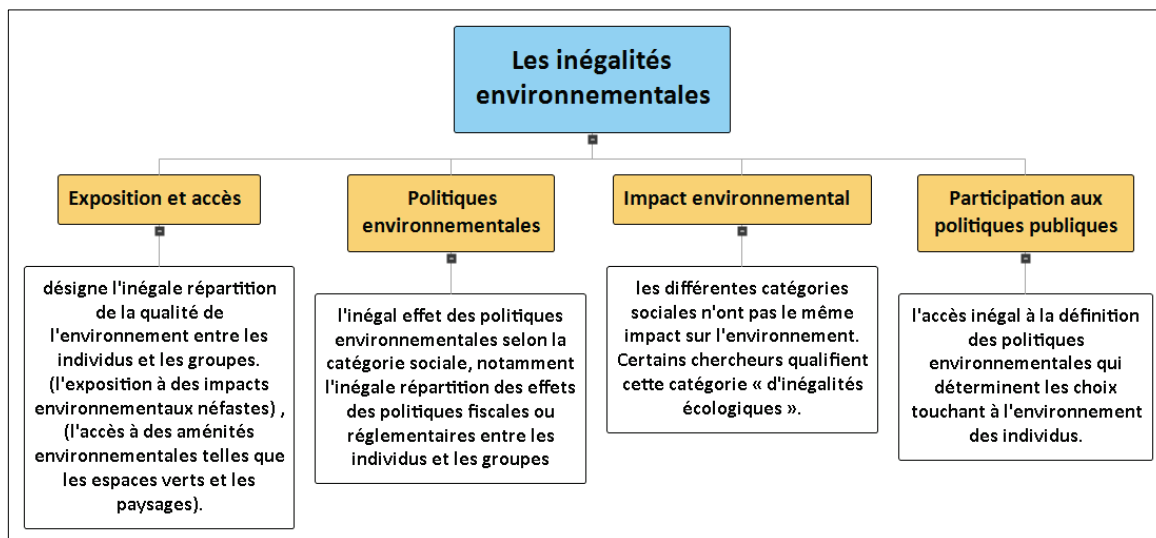 Les inégalités
environnementales
Exposition et accès
désigne l'inégale répartition
de la qualité de
l'environnement entre les
individus et les groupes.
(l'exposition à des impacts
environnementaux néfastes) ,
(l'accès à des aménités
environnementales telles que
les espaces verts et les
paysages).
Politiques
environnementales
l'inégal effet des politiques
environnementales selon la
catégorie sociale, notamment
l'inégale répartition des effets
des politiques fiscales ou
réglementaires entre les
individus et les groupes
Impact environnemental
les différentes catégories
sociales n'ont pas le même
impact sur l'environnement.
Certains chercheurs qualifient
cette catégorie « d'inégalités
écologiques ».
Participation aux
politiques publiques
l'accès inégal à la définition
des politiques
environnementales qui
déterminent les choix
touchant à l'environnement
des individus.